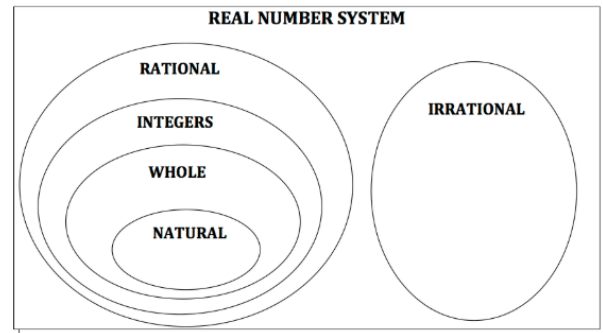 REAL NUMBER SYSTEM
RATIONAL
INTEGERS
WHOLE
NATURAL
IRRATIONAL